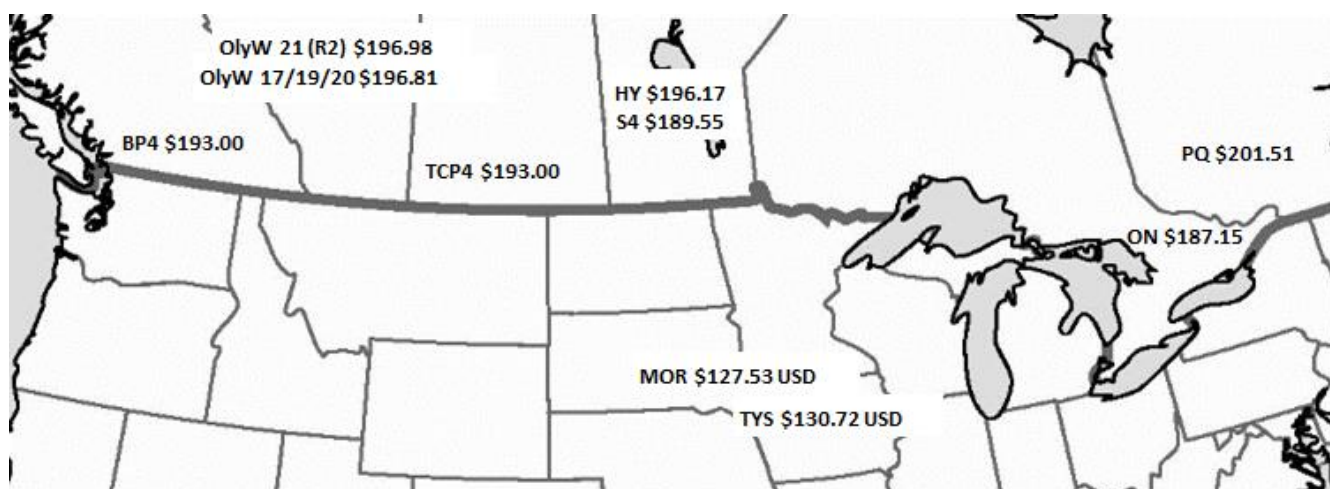 OlyW 21 (R2) $196.98
OlyW 17/19/20 $196.81
HY $196.17
S4 $189.55
BP4 $193.00
TCP4 $193.00
PQ $201.51
ON $187.15
MOR $127.53 USD
TYS $130.72 USD